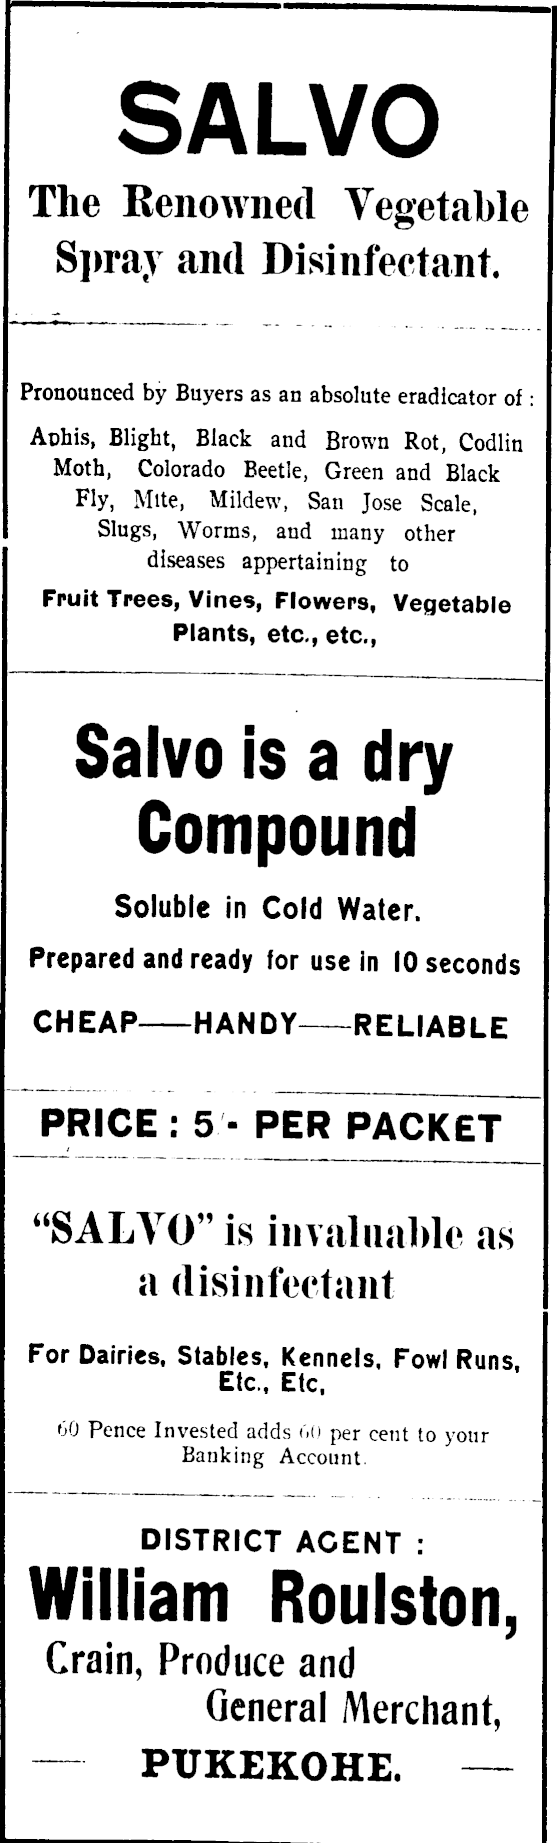 SALVO
The Renowned Vegetable
Spray and Disinfectant.
Pronounced by Buyers as an absolute eradicator of :
Aphis, Blight, Black and Brown Rot, Codlin
Moth, Colorado Beetle, Green and Black
Fly, Mite, Mildew, San Jose Scale,
Slugs, Worms, and many other
diseases appertaining to
Fruit Trees, Vines, Flowers, Vegetable
Plants, etc., etc.,
Salvo is a dry
Compound
Soluble in Cold Water.
Prepared and ready for use in 10 seconds
CHEAP—HANDY—RELIABLE
PRICE : 5/- PER PACKET
“SALVO” is invaluable as
a disinfectant
For Dairies, Stables, Kennels, Fowl Runs,
Etc., Etc,
60 Pence Invested adds 60 per cent to your
Banking Account.
DISTRICT AGENT :
William Roulston,
Grain, Produce and
General Merchant,
— PUKEKOHE. —